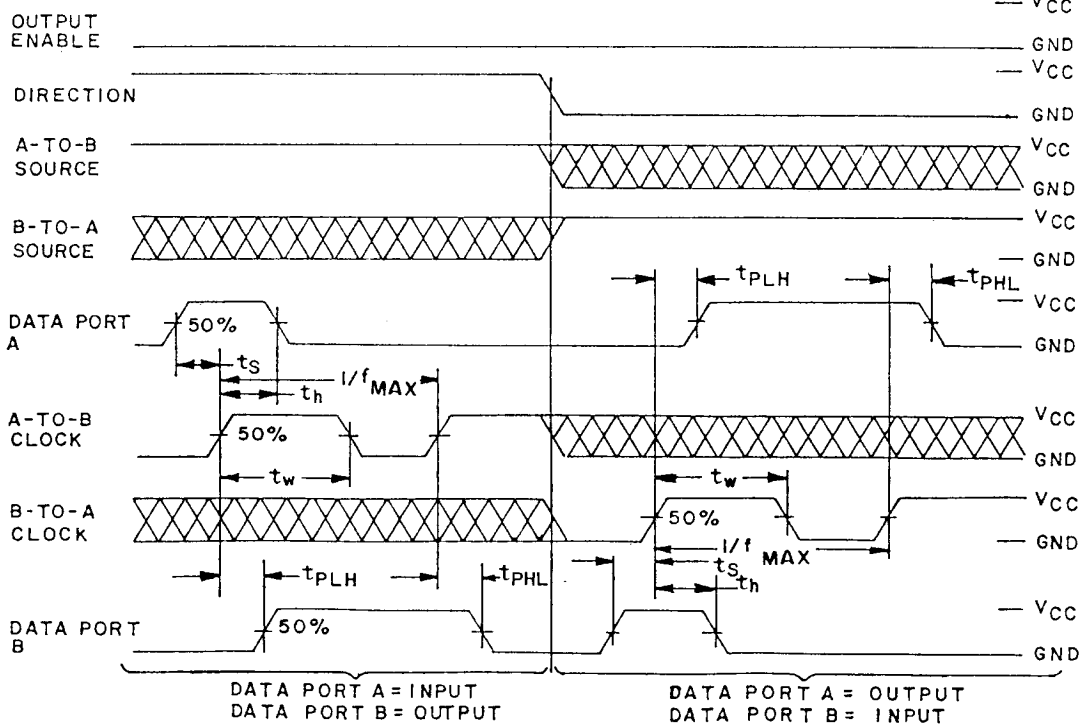 VCC
OUTPUT
ENABLE
GND
VCC
DIRECTION
GND
A-TO-B
SOURCE
VCC
GND
B-TO-A
SOURCE
VCC
GND
tPLH
tPHL
DATA PORT
A
50%
VCC
GND
tS
1/fMAX
th
A-TO-B
CLOCK
50%
VCC
GND
tw
tw
B-TO-A
CLOCK
50%
VCC
GND
1/fMAX
tS
th
tPLH
tPHL
DATA PORT
B
50%
VCC
GND
DATA PORT A = INPUT
DATA PORT B = OUTPUT
DATA PORT A = OUTPUT
DATA PORT B = INPUT